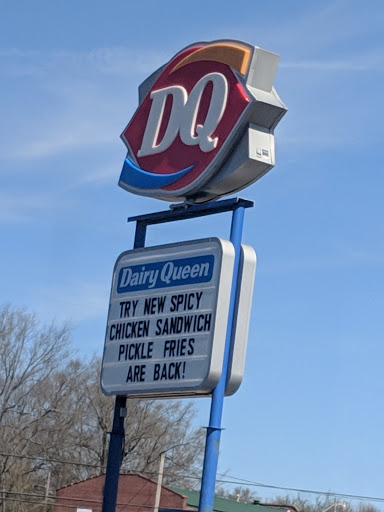 DQ
Dairy Queen
TRY NEW SPICY
CHICKEN SANDWICH
PICKLE FRIES
ARE BACK!